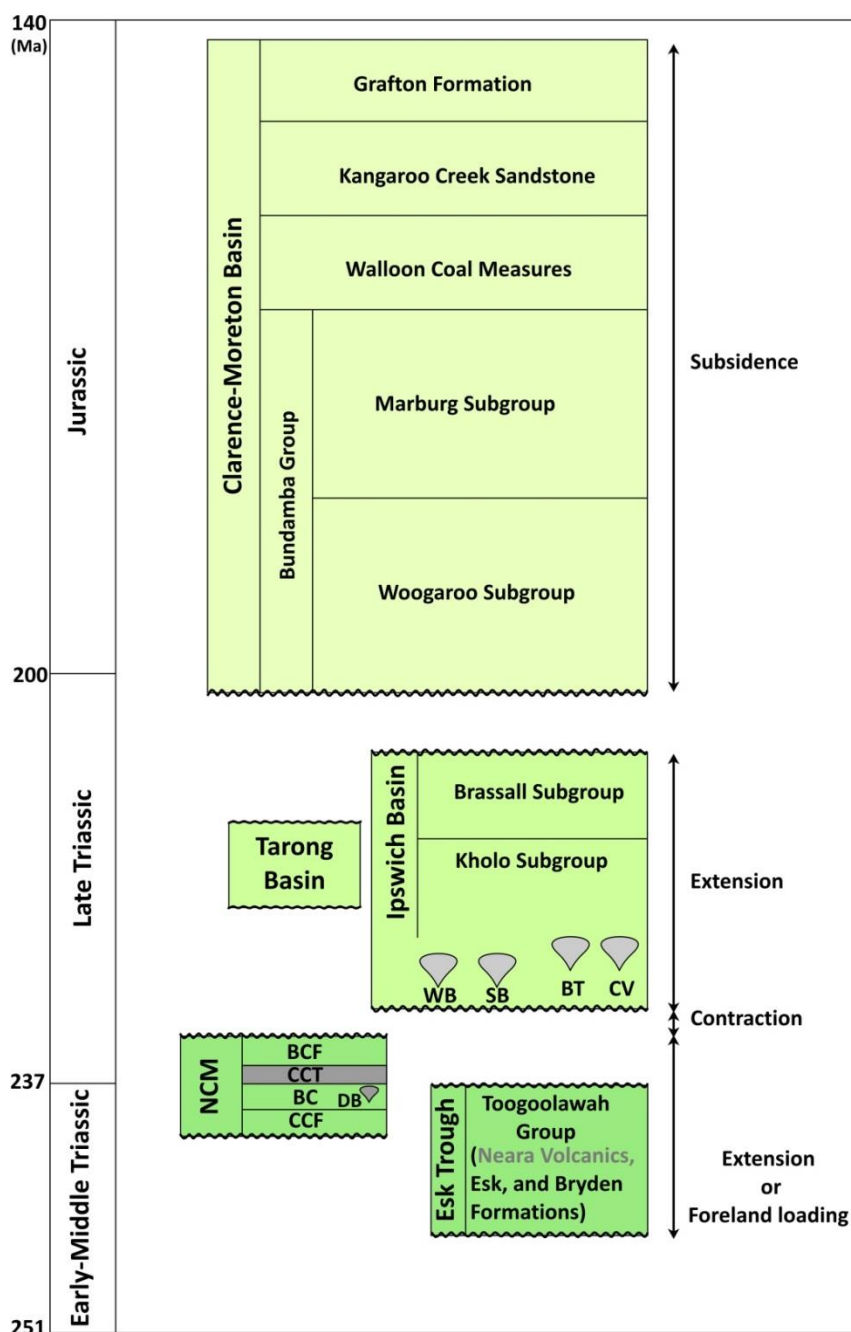 140
(Ma)
Grafton Formation
Kangaroo Creek Sandstone
Walloon Coal Measures
Clarence-Moreton Basin
Jurassic
Subsidence
Marburg Subgroup
Bundamba Group
Woogaroo Subgroup
200
Late Triassic
Ipswich Basin
Brassall Subgroup
Tarong
Basin
Kholo Subgroup
Extension
WB
SB
BT
CV
Contraction
NCM
BCF
CCT
BC
DB
CCF
237
Early-Middle Triassic
Esk Trough
Toogoolawah
Group
(Neara Volcanics,
Esk, and Bryden
Formations)
Extension
or
Foreland loading
251